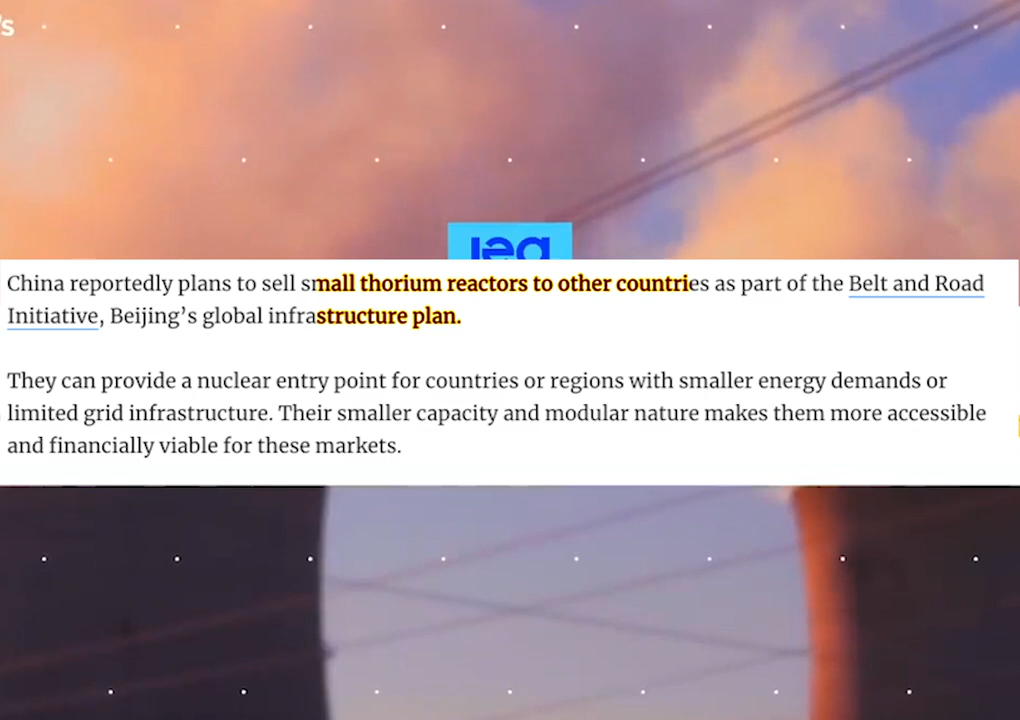 's
China reportedly plans to sell small thorium reactors to other countries as part of the Belt and Road
Initiative, Beijing’s global infrastructure plan.
They can provide a nuclear entry point for countries or regions with smaller energy demands or
limited grid infrastructure. Their smaller capacity and modular nature makes them more accessible
and financially viable for these markets.